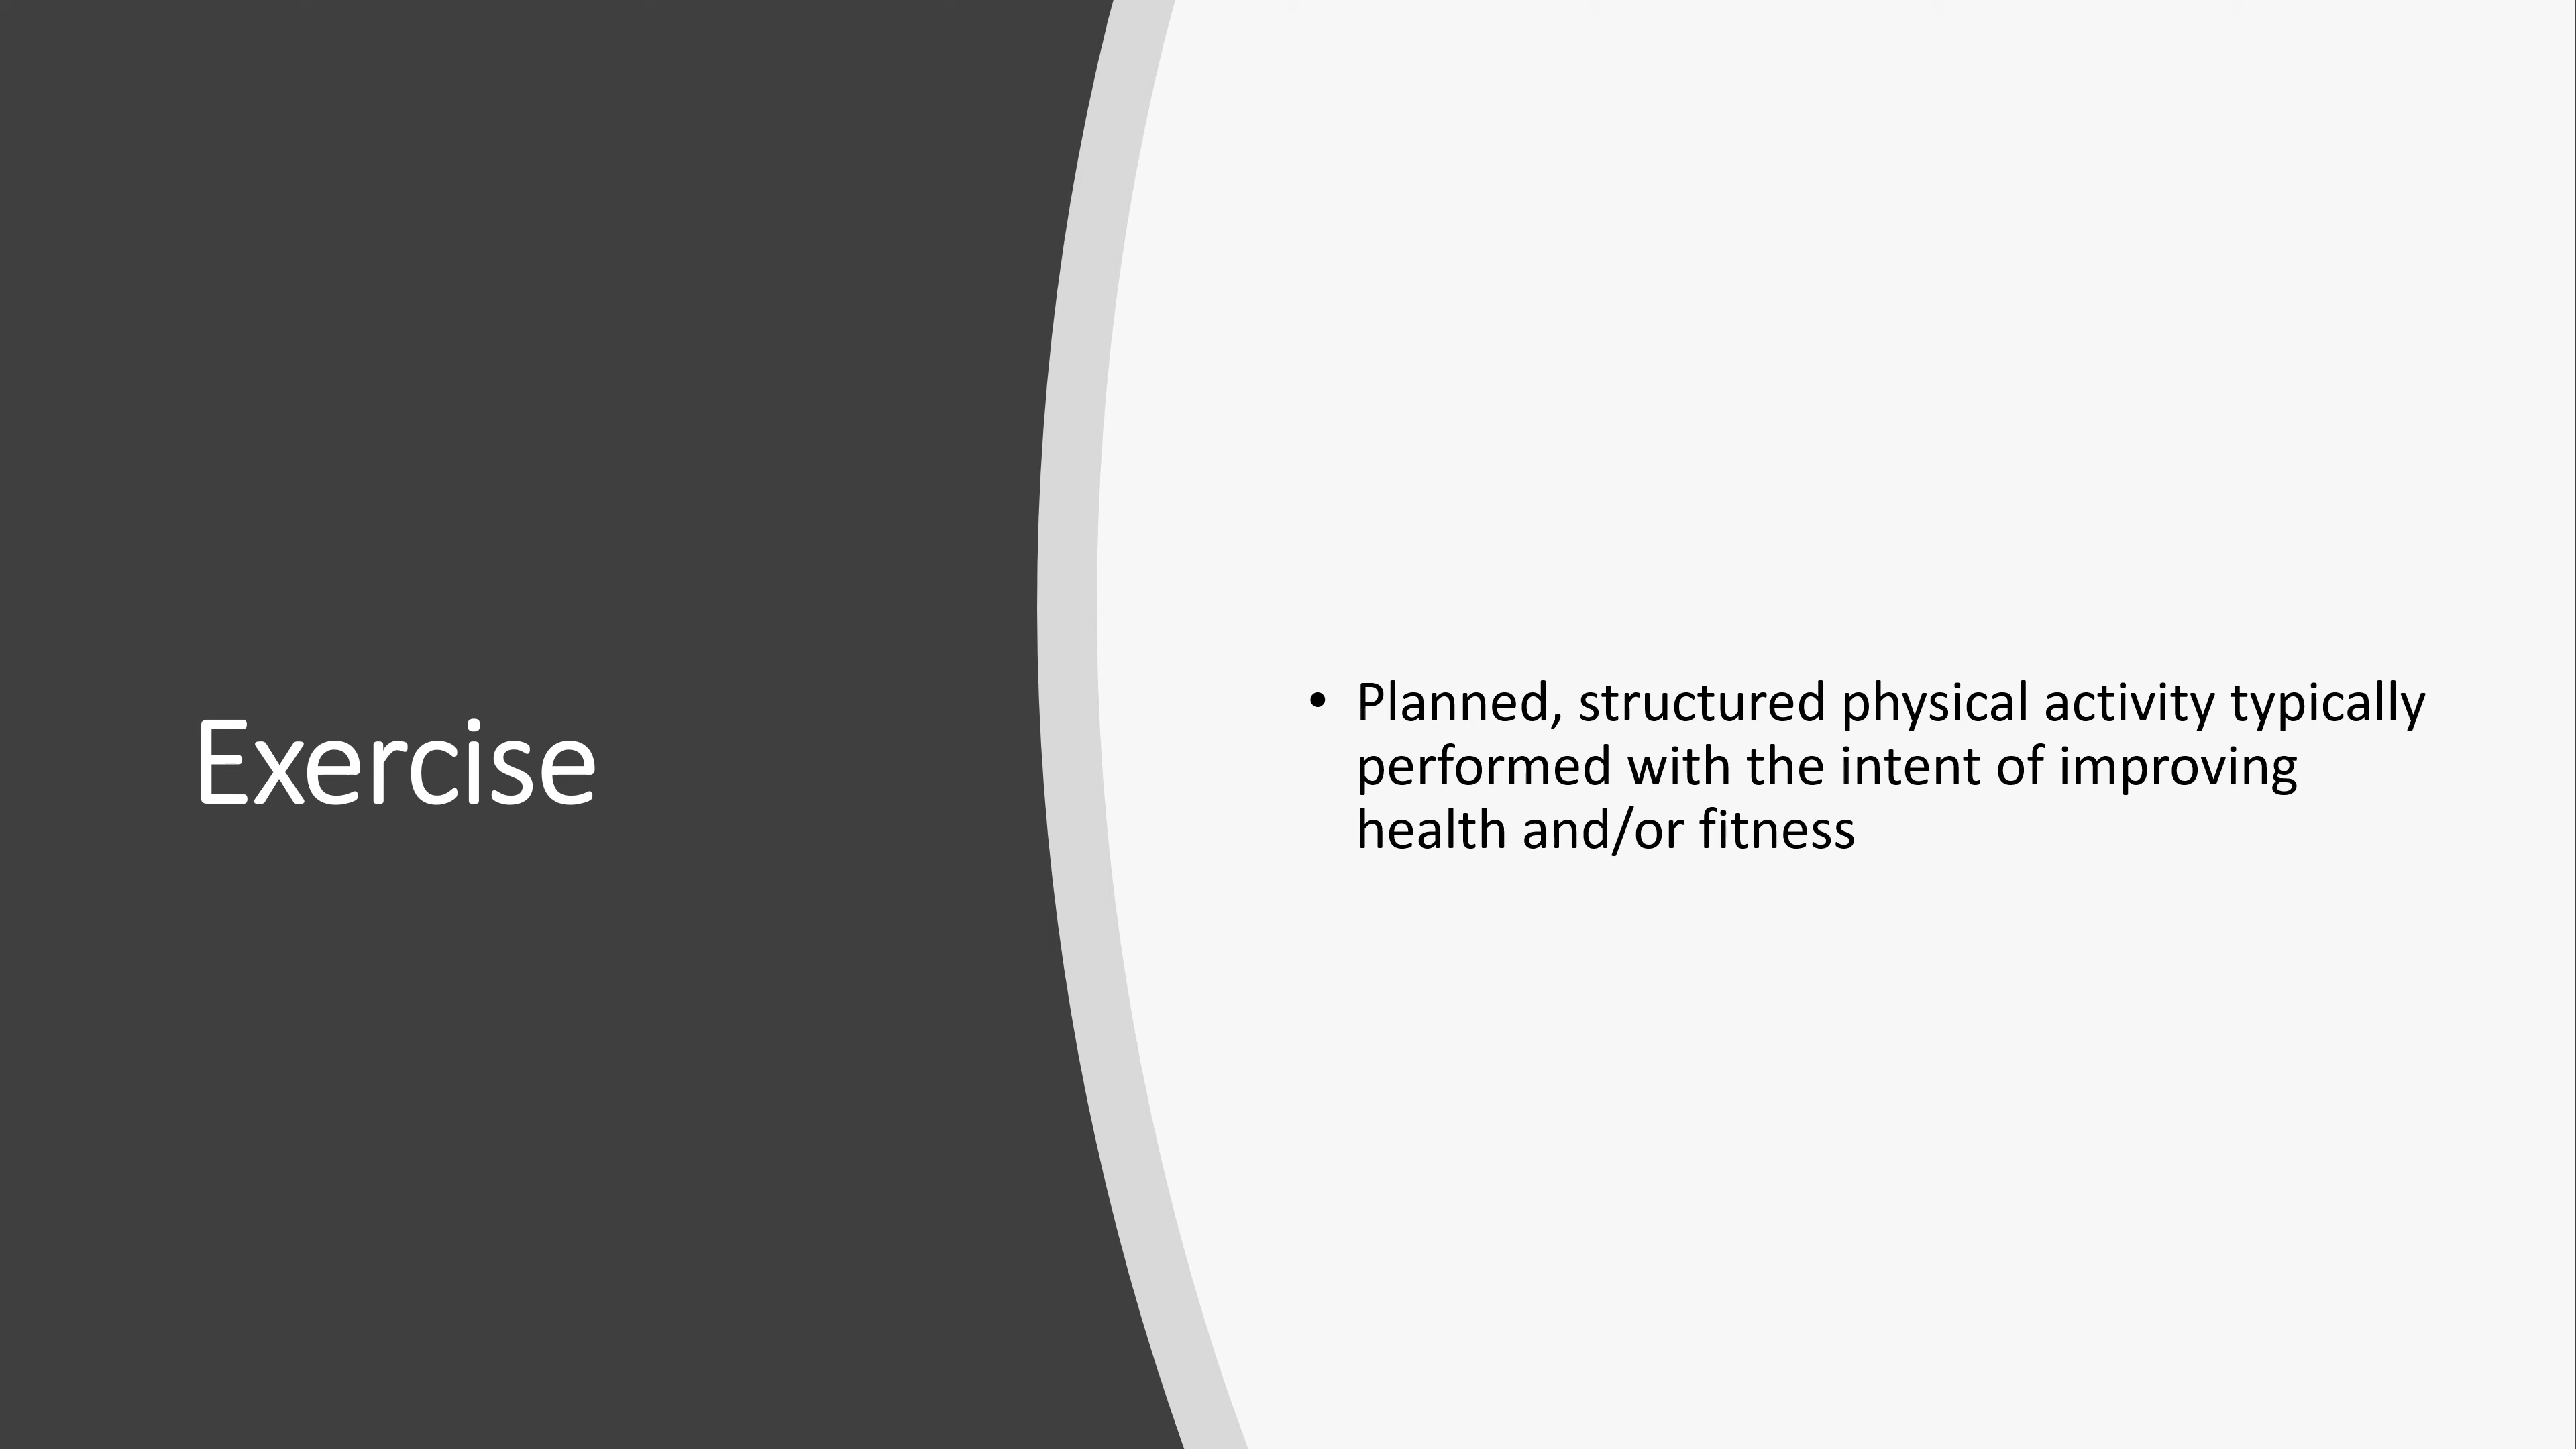 Exercise
• Planned, structured physical activity typically
performed with the intent of improving
health and/or fitness